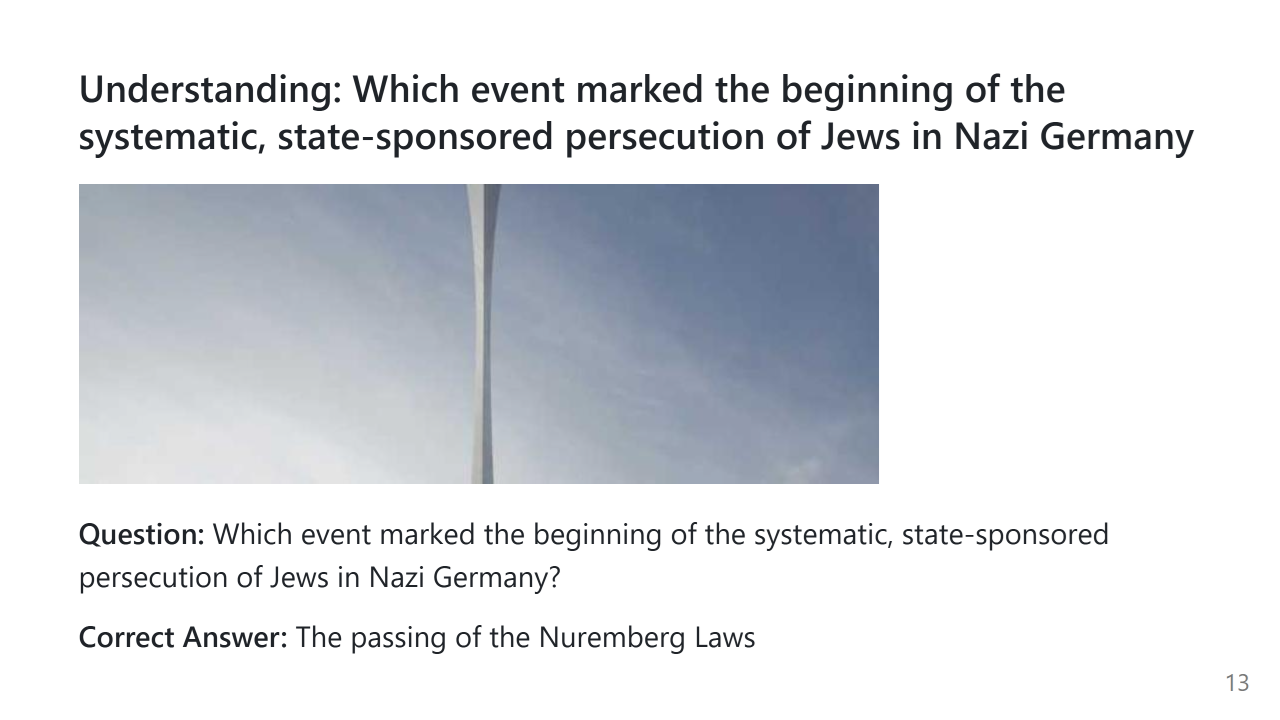 Understanding: Which event marked the beginning of the
systematic, state-sponsored persecution of Jews in Nazi Germany
Question: Which event marked the beginning of the systematic, state-sponsored
persecution of Jews in Nazi Germany?
Correct Answer: The passing of the Nuremberg Laws
13